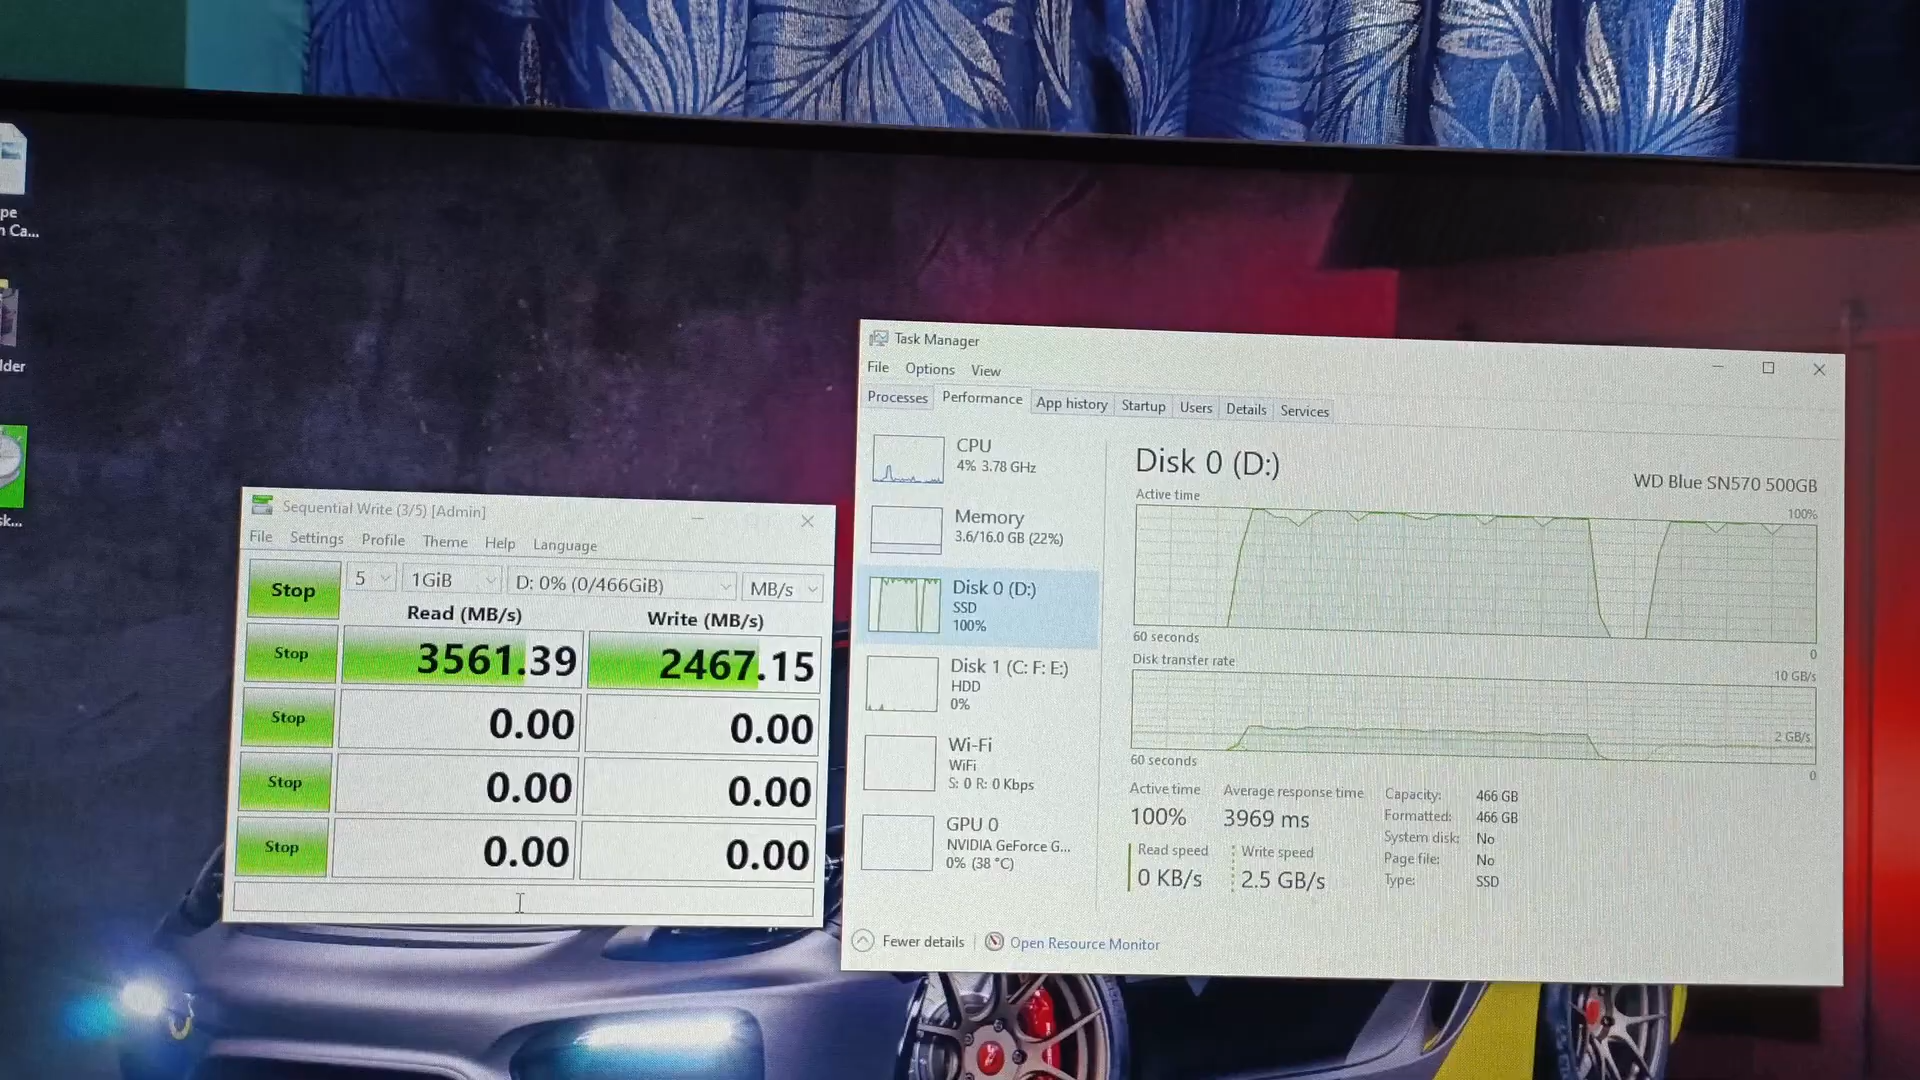 pe
n Ca...
lder
sk...
Sequential Write (3/5) [Admin]
File Settings Profile Theme Help Language
Stop 5 1GiB D: 0% (0/466GiB) MB/s
Read (MB/s) Write (MB/s)
Stop 3561.39 2467.15
Stop 0.00 0.00
Stop 0.00 0.00
Stop 0.00 0.00
Task Manager
File Options View
Processes Performance App history Startup Users Details Services
CPU
4% 3.78 GHz
Memory
3.6/16.0 GB (22%)
Disk 0 (D:)
SSD
100%
Disk 1 (C: F: E:)
HDD
0%
Wi-Fi
WiFi
S: 0 R: 0 Kbps
GPU 0
NVIDIA GeForce G...
0% (38 °C)
Disk 0 (D:)
WD Blue SN570 500GB
Active time
100%
60 seconds
0
Disk transfer rate
10 GB/s
2 GB/s
60 seconds
0
Active time
100%
Average response time
3969 ms
Read speed
0 KB/s
Write speed
2.5 GB/s
Capacity: 466 GB
Formatted: 466 GB
System disk: No
Page file: No
Type: SSD
Fewer details
Open Resource Monitor